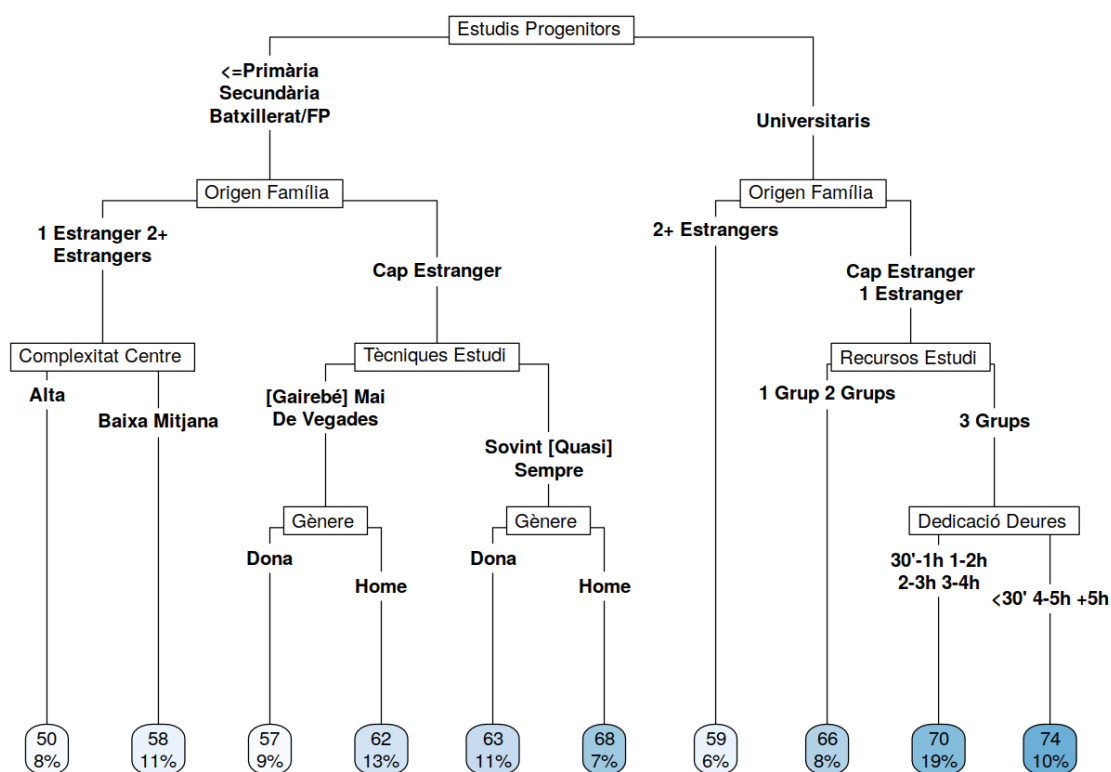 Estudis Progenitors
<=Primària
Secundària
Batxillerat/FP
Universitaris
Origen Família
Origen Família
1 Estranger 2+
Estrangers
Cap Estranger
2+ Estrangers
Cap Estranger
1 Estranger
Complexitat Centre
Tècniques Estudi
Recursos Estudi
Alta
Baixa Mitjana
[Gairebé] Mai
De Vegades
Sovint [Quasi]
Sempre
1 Grup 2 Grups
3 Grups
Gènere
Gènere
Dedicació Deures
Dona
Home
Dona
Home
30'-1h 1-2h
2-3h 3-4h
<30' 4-5h +5h
50
8%
58
11%
57
9%
62
13%
63
11%
68
7%
59
6%
66
8%
70
19%
74
10%